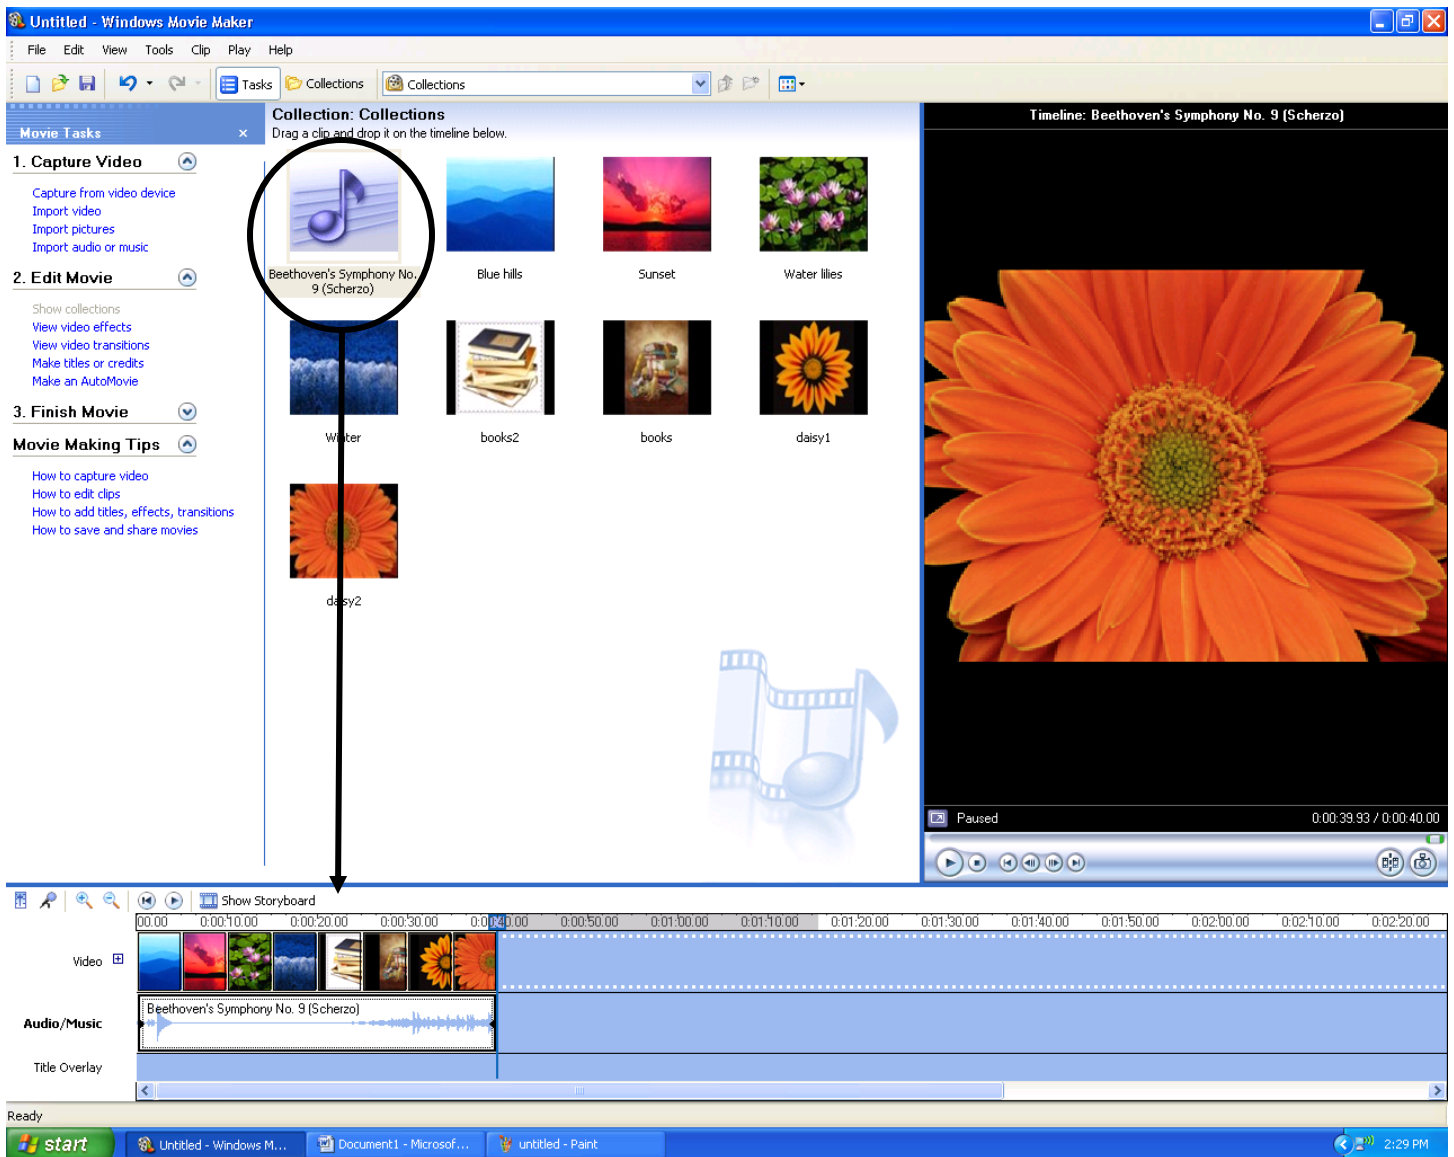 Untitled - Windows Movie Maker
File Edit View Tools Clip Play Help
Tasks Collections Collections
Movie Tasks
1. Capture Video
Capture from video device
Import video
Import pictures
Import audio or music
2. Edit Movie
Show collections
View video effects
View video transitions
Make titles or credits
Make an AutoMovie
3. Finish Movie
Movie Making Tips
How to capture video
How to edit clips
How to add titles, effects, transitions
How to save and share movies
Collection: Collections
Drag a clip and drop it on the timeline below.
Beethoven's Symphony No.
9 (Scherzo)
Blue hills
Sunset
Water lilies
Winter
books2
books
daisy1
daisy2
Timeline: Beethoven's Symphony No. 9 (Scherzo)
Paused 0:00:39.93 / 0:00:40.00
Show Storyboard
00.00 0:00:10.00 0:00:20.00 0:00:30.00 0:00:40.00 0:00:50.00 0:01:00.00 0:01:10.00 0:01:20.00 0:01:30.00 0:01:40.00 0:01:50.00 0:02:00.00 0:02:10.00 0:02:20.00
Video
Audio/Music
Beethoven's Symphony No. 9 (Scherzo)
Title Overlay
Ready
start Untitled - Windows M... Document1 - Microsof... untitled - Paint 2:29 PM